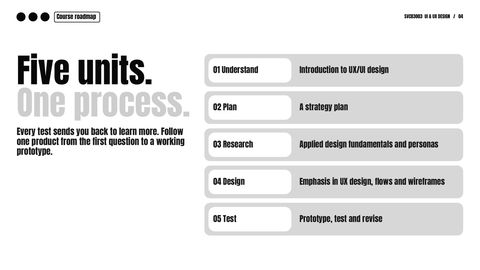 Course roadmap
SVCB3003 UI & UX DESIGN / 04
Five units.
One process.
Every test sends you back to learn more. Follow
one product from the first question to a working
prototype.
01 Understand
Introduction to UX/UI design
02 Plan
A strategy plan
03 Research
Applied design fundamentals and personas
04 Design
Emphasis in UX design, flows and wireframes
05 Test
Prototype, test and revise